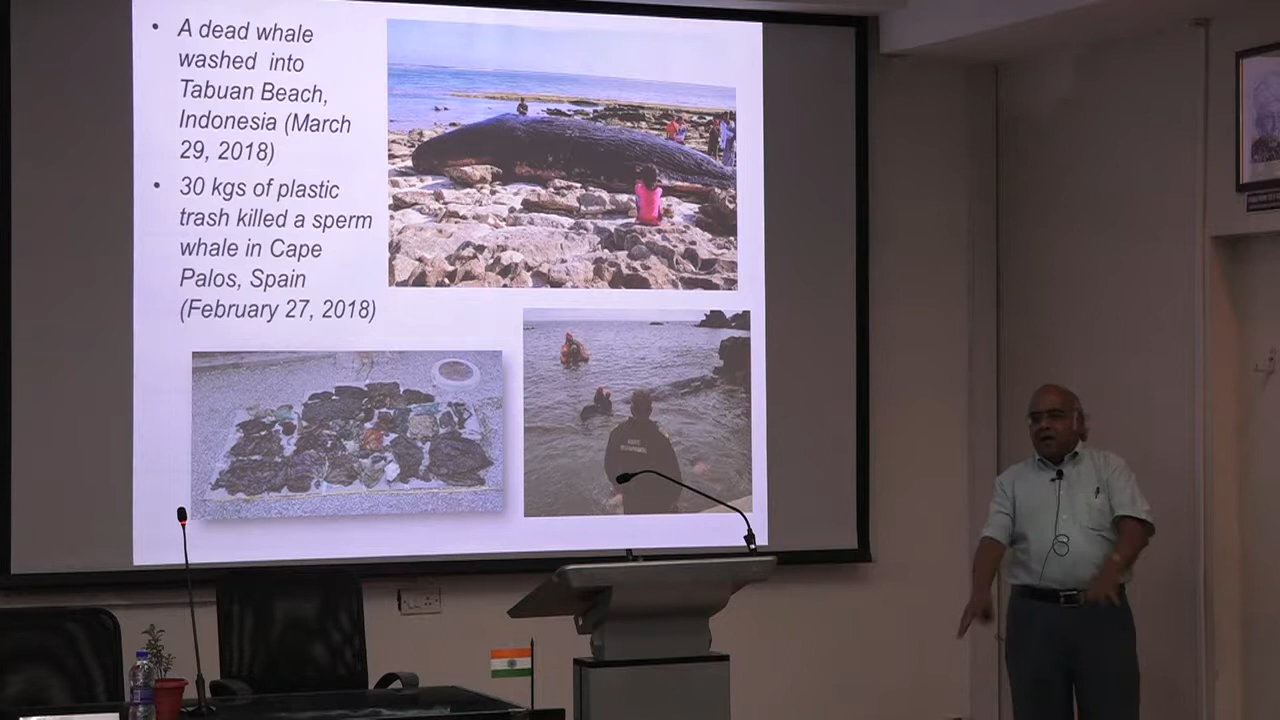 • A dead whale
washed into
Tabuan Beach,
Indonesia (March
29, 2018)
• 30 kgs of plastic
trash killed a sperm
whale in Cape
Palos, Spain
(February 27, 2018)